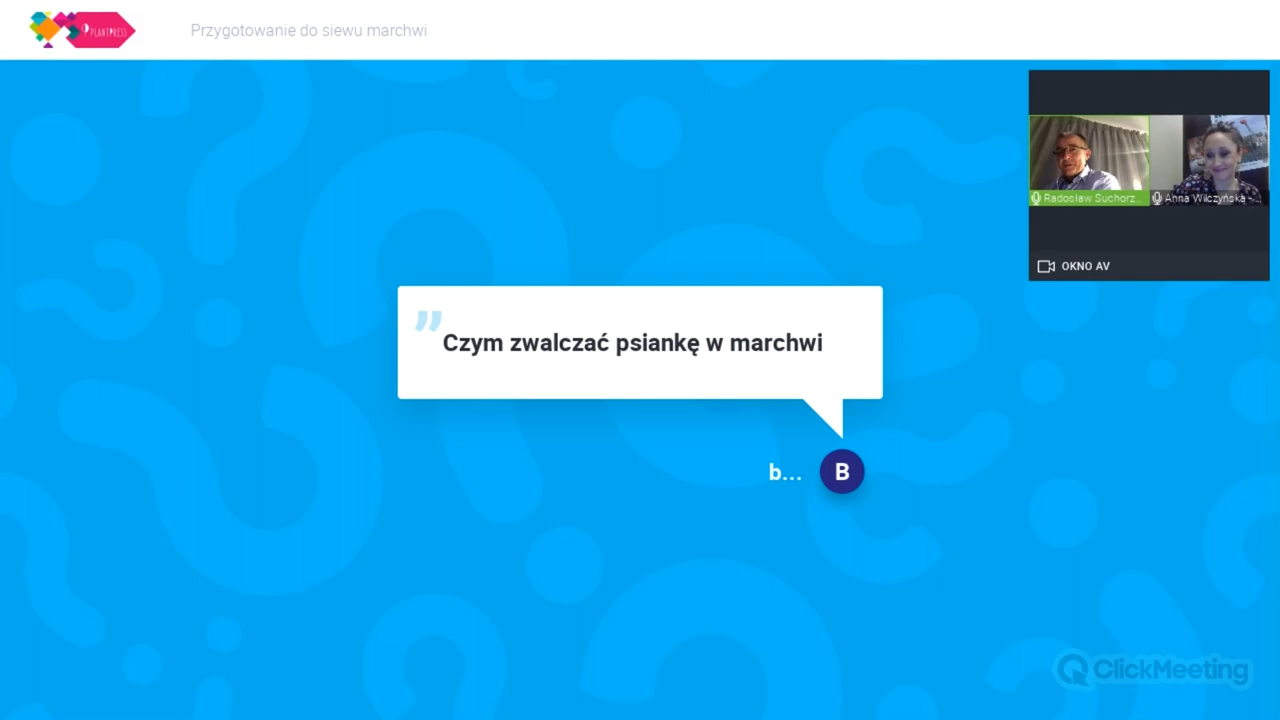 PLANTPRESS
Przygotowanie do siewu marchwi
Radosław Suchorz...
Anna Wilczyńska - ...
OKNO AV
” Czym zwalczać psiankę w marchwi
b... B
ClickMeeting